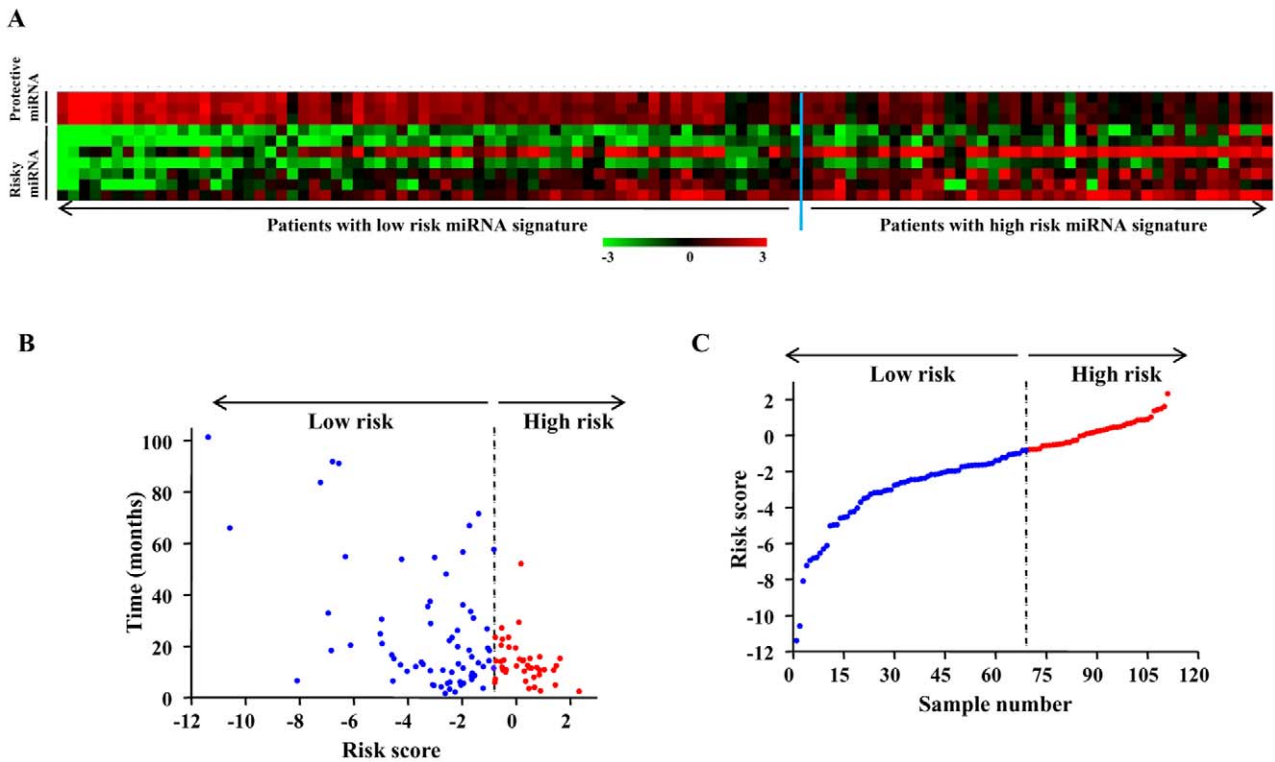 A
Protective
miRNA
Risky
miRNA
Patients with low risk miRNA signature
Patients with high risk miRNA signature
-3 0 3
B
Low risk
High risk
Time (months)
100
80
60
40
20
0
-12 -10 -8 -6 -4 -2 0 2
Risk score
C
Low risk
High risk
Risk score
2
0
-2
-4
-6
-8
-10
-12
0 15 30 45 60 75 90 105 120
Sample number